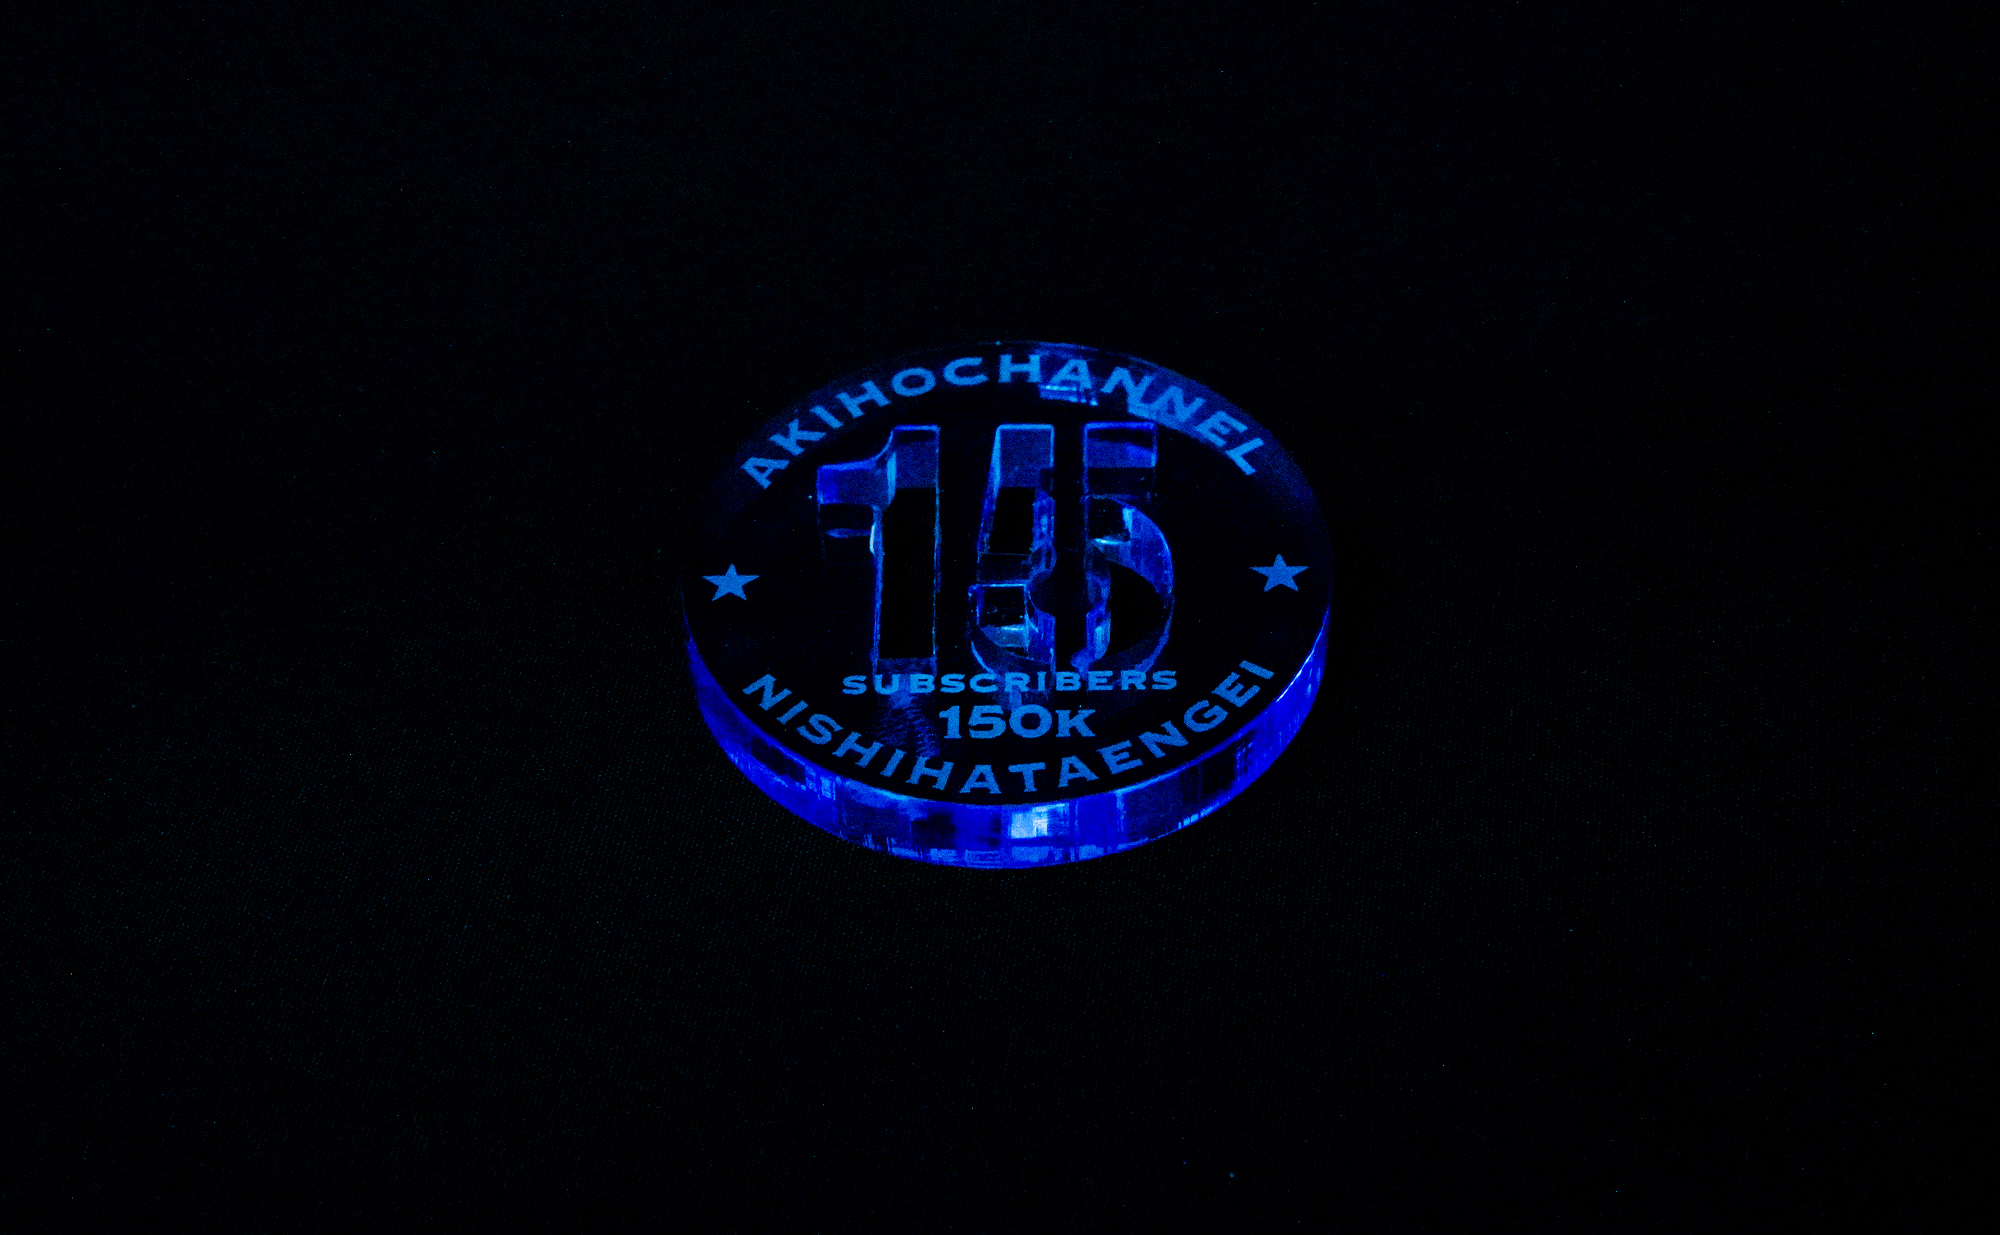 AKIHOCHANNEL
15
SUBSCRIBERS
150K
NISHIHATAENGEI